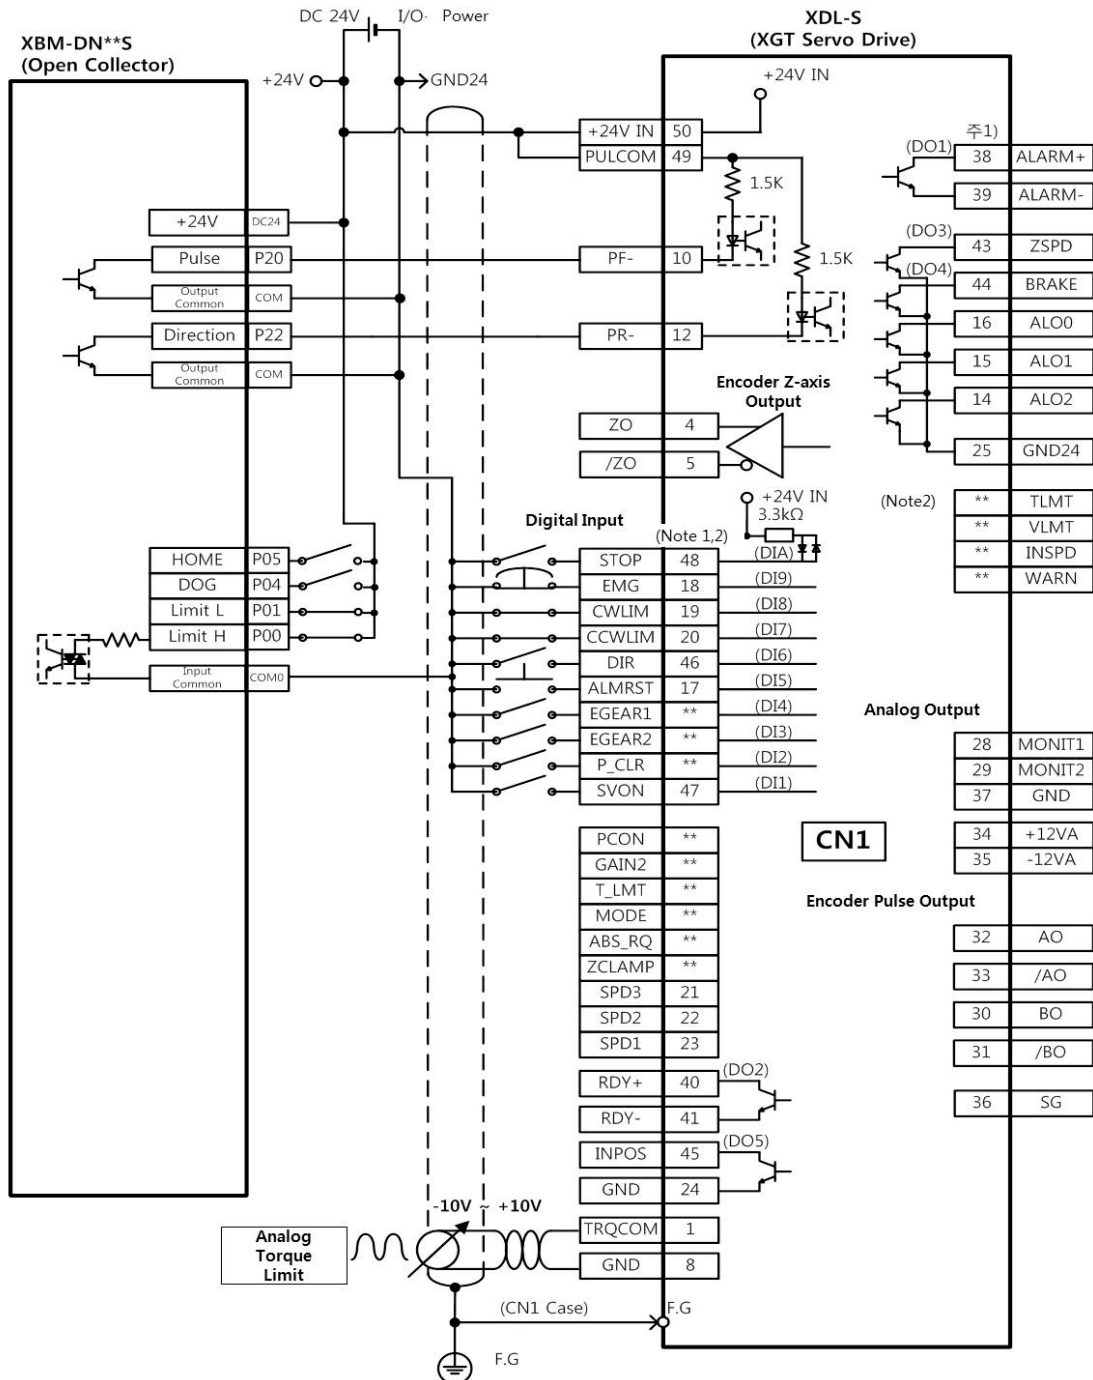 DC 24V I/O· Power
XDL-S
(XGT Servo Drive)
XBM-DN**S
(Open Collector)
+24V
GND24
+24V IN
+24V IN 50
PULCOM 49
1.5K
1.5K
+24V DC24
Pulse P20
Output Common COM
Direction P22
Output Common COM
PF- 10
PR- 12
Encoder Z-axis
Output
ZO 4
/ZO 5
주1)
(DO1) 38 ALARM+
39 ALARM-
(DO3) 43 ZSPD
(DO4) 44 BRAKE
16 ALO0
15 ALO1
14 ALO2
25 GND24
(Note2) ** TLMT
** VLMT
** INSPD
** WARN
+24V IN
3.3kΩ
Digital Input
(Note 1,2)
HOME P05
DOG P04
Limit L P01
Limit H P00
Input Common COM0
STOP 48 (DIA)
EMG 18 (DI9)
CWLIM 19 (DI8)
CCWLIM 20 (DI7)
DIR 46 (DI6)
ALMRST 17 (DI5)
EGEAR1 ** (DI4)
EGEAR2 ** (DI3)
P_CLR ** (DI2)
SVON 47 (DI1)
Analog Output
28 MONIT1
29 MONIT2
37 GND
34 +12VA
35 -12VA
CN1
PCON **
GAIN2 **
T_LMT **
MODE **
ABS_RQ **
ZCLAMP **
SPD3 21
SPD2 22
SPD1 23
Encoder Pulse Output
32 AO
33 /AO
30 BO
31 /BO
36 SG
RDY+ 40 (DO2)
RDY- 41
INPOS 45 (DO5)
GND 24
-10V ~ +10V
TRQCOM 1
GND 8
Analog
Torque
Limit
(CN1 Case)
F.G
F.G